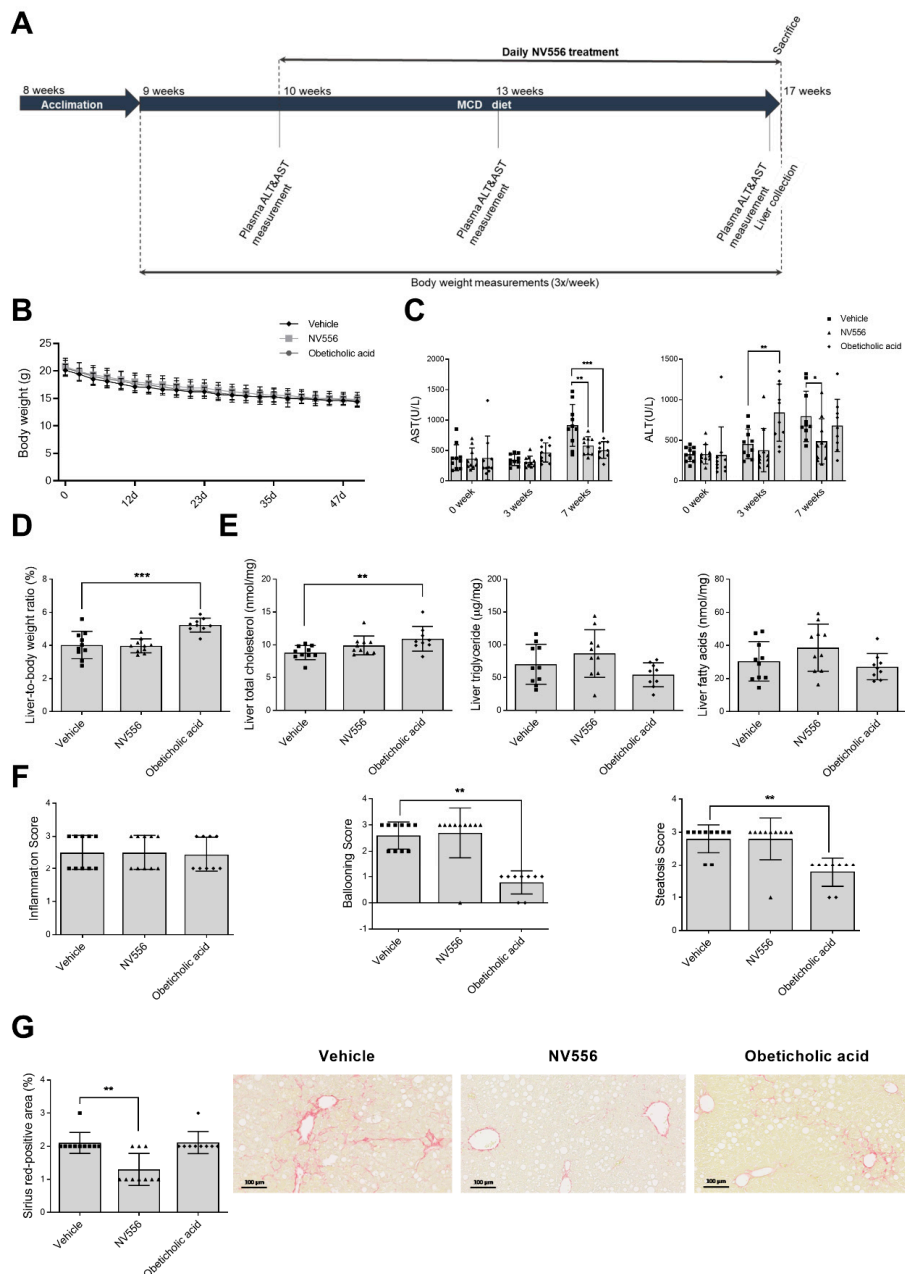 A
Sacrifice
Daily NV556 treatment
8 weeks
9 weeks
10 weeks
13 weeks
17 weeks
Acclimation
MCD diet
Plasma ALT&AST
measurement
Plasma ALT&AST
measurement
Plasma ALT&AST
measurement
Liver collection
Body weight measurements (3x/week)
B
Vehicle
NV556
Obeticholic acid
Body weight (g)
25
20
15
10
5
0
0
12d
23d
35d
47d
C
Vehicle
NV556
Obeticholic acid
AST(U/L)
2000
1500
1000
500
0
***
**
0 week
3 weeks
7 weeks
ALT(U/L)
2000
1500
1000
500
0
**
*
0 week
3 weeks
7 weeks
D
Liver-to-body weight ratio (%)
8
6
4
2
0
***
Vehicle
NV556
Obeticholic acid
E
Liver total cholesterol (nmol/mg)
20
15
10
5
0
**
Vehicle
NV556
Obeticholic acid
Liver triglyceride (µg/mg)
200
150
100
50
0
Vehicle
NV556
Obeticholic acid
Liver fatty acids (nmol/mg)
80
60
40
20
0
Vehicle
NV556
Obeticholic acid
F
Inflammation Score
4
3
2
1
0
Vehicle
NV556
Obeticholic acid
Ballooning Score
4
3
2
1
0
-1
**
Vehicle
NV556
Obeticholic acid
Steatosis Score
4
3
2
1
0
**
Vehicle
NV556
Obeticholic acid
G
Sirius red-positive area (%)
4
3
2
1
0
**
Vehicle
NV556
Obeticholic acid
Vehicle
NV556
Obeticholic acid
100 µm
100 µm
100 µm